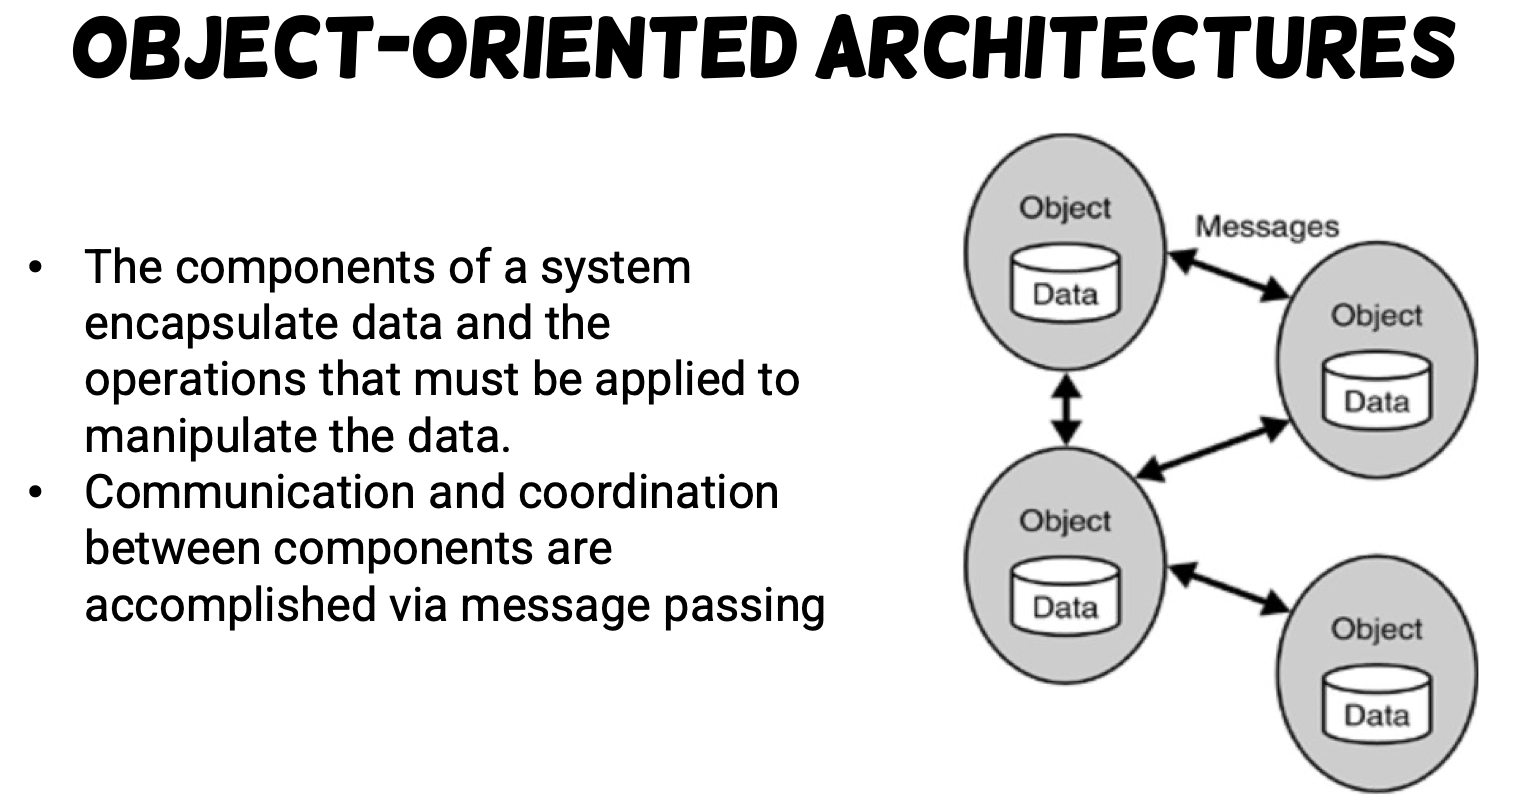 OBJECT-ORIENTED ARCHITECTURES
• The components of a system
encapsulate data and the
operations that must be applied to
manipulate the data.
• Communication and coordination
between components are
accomplished via message passing
Object
Data
Messages
Object
Data
Object
Data
Object
Data